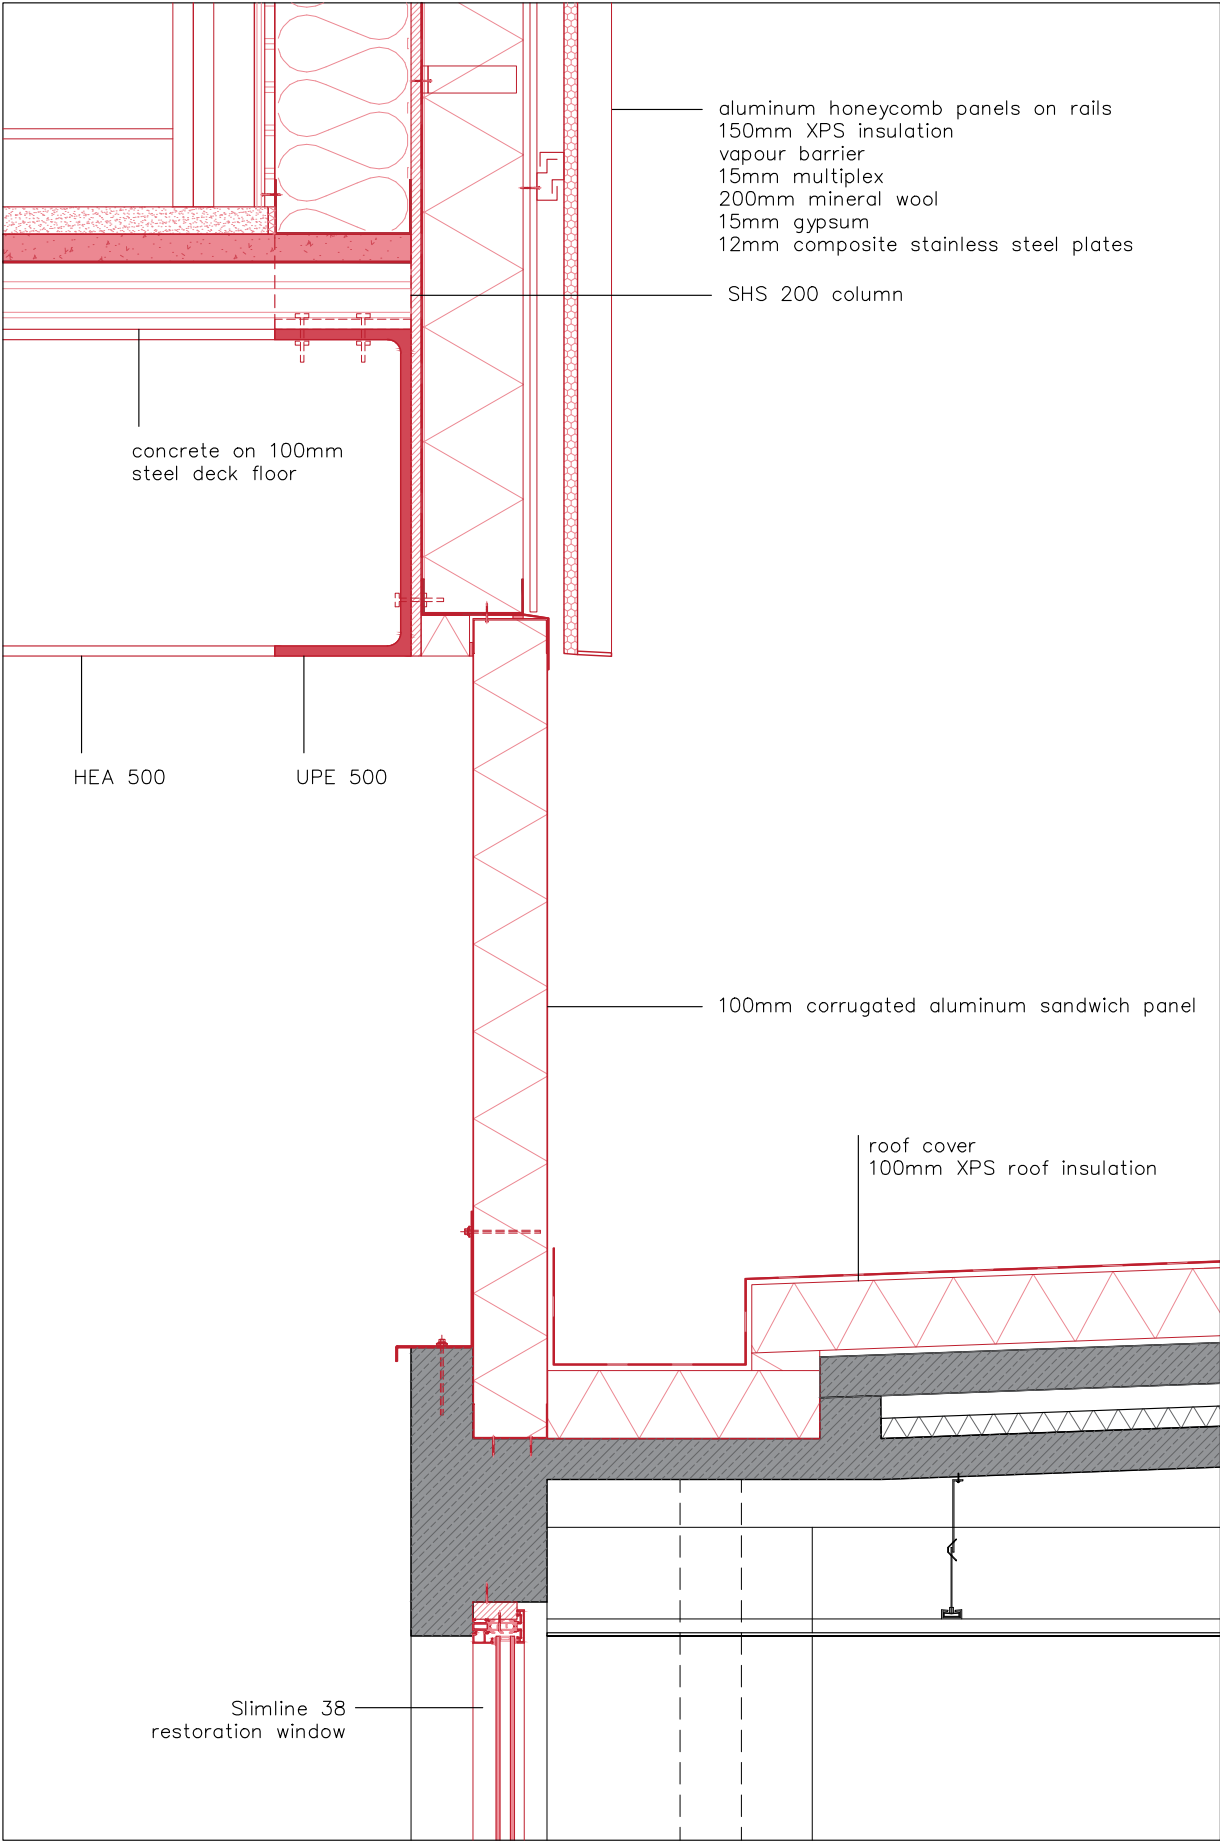 aluminum honeycomb panels on rails
150mm XPS insulation
vapour barrier
15mm multiplex
200mm mineral wool
15mm gypsum
12mm composite stainless steel plates
SHS 200 column
concrete on 100mm
steel deck floor
HEA 500
UPE 500
100mm corrugated aluminum sandwich panel
roof cover
100mm XPS roof insulation
Slimline 38
restoration window